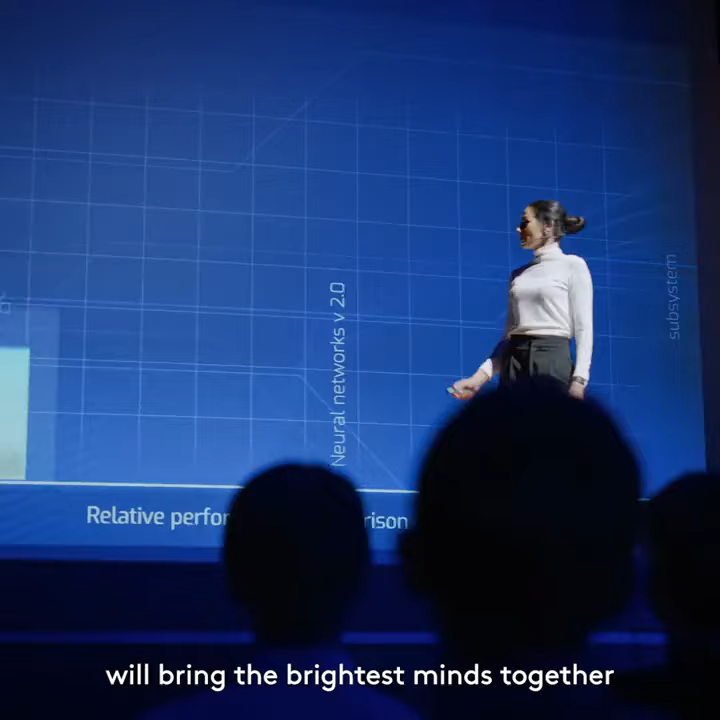 Neural networks v 2.0
subsystem
Relative perfor rison
will bring the brightest minds together